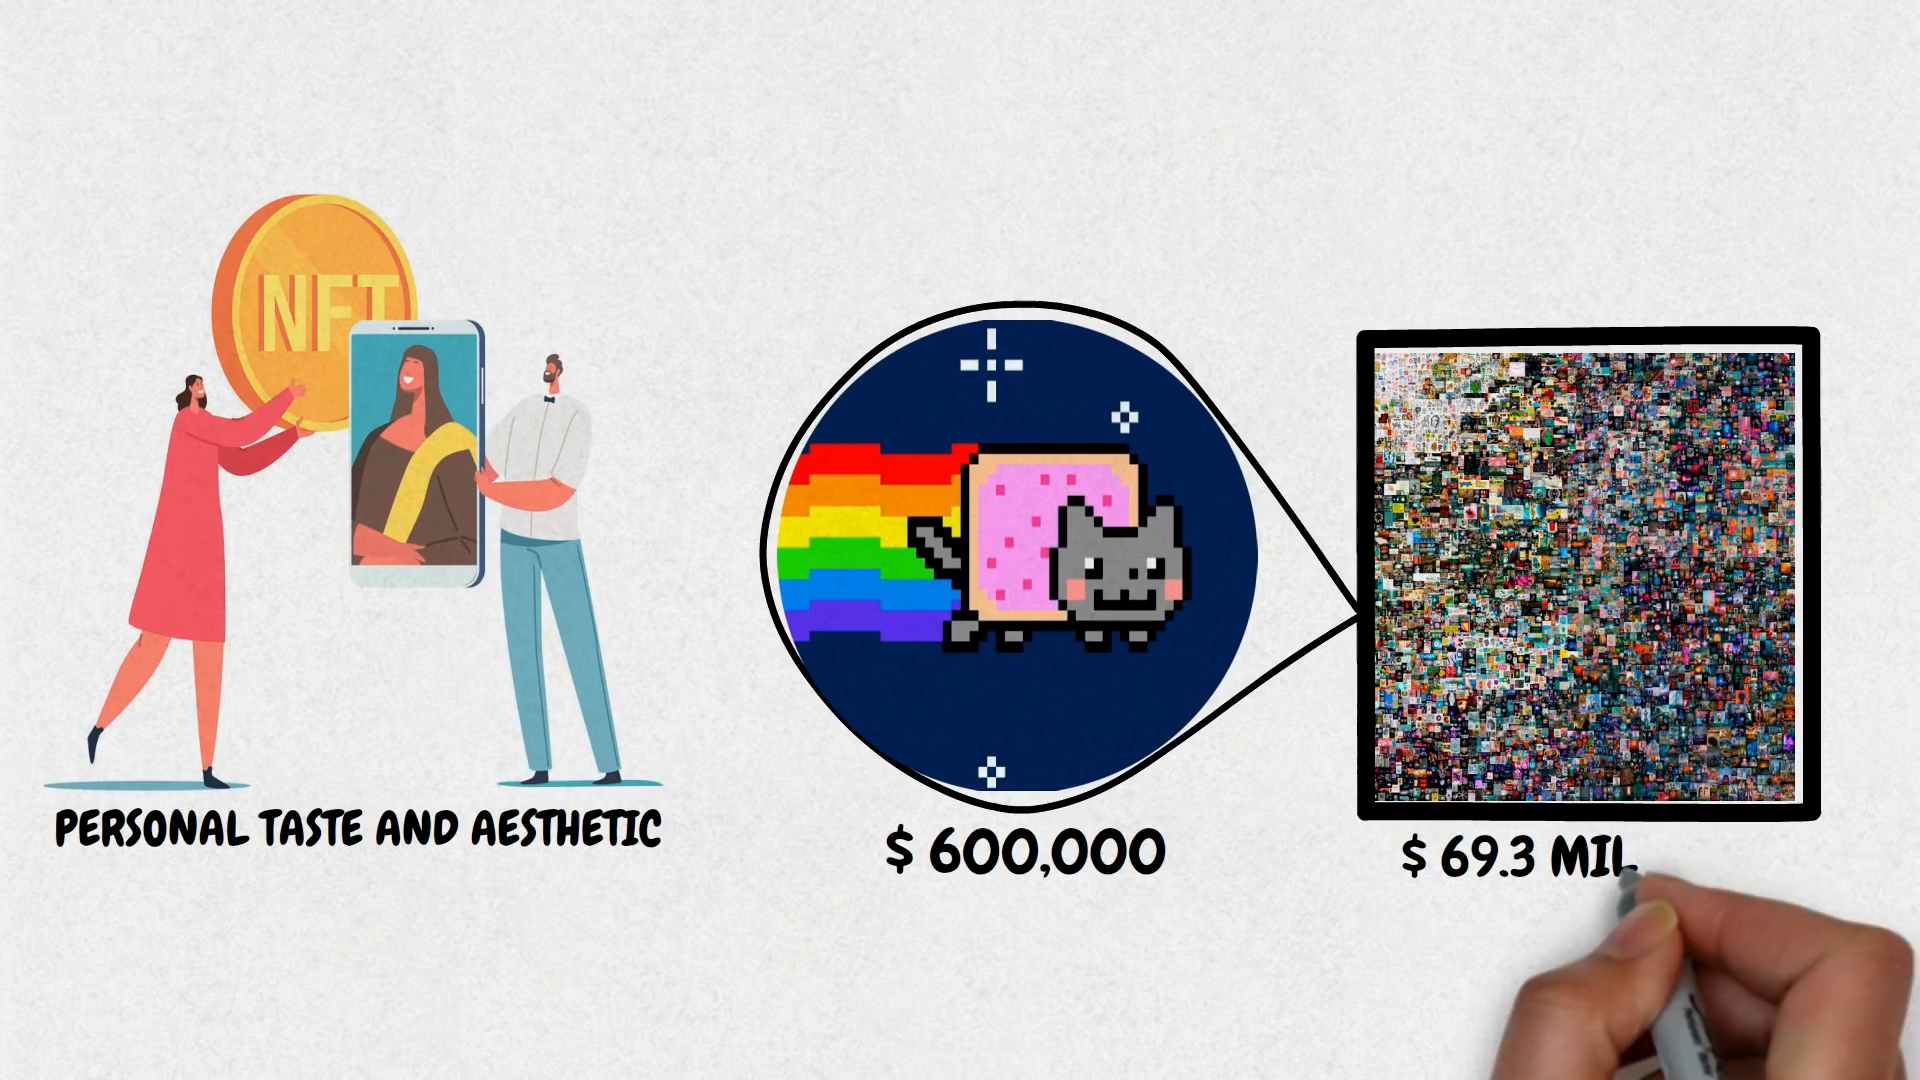 NFT
PERSONAL TASTE AND AESTHETIC
$ 600,000
$ 69.3 MIL